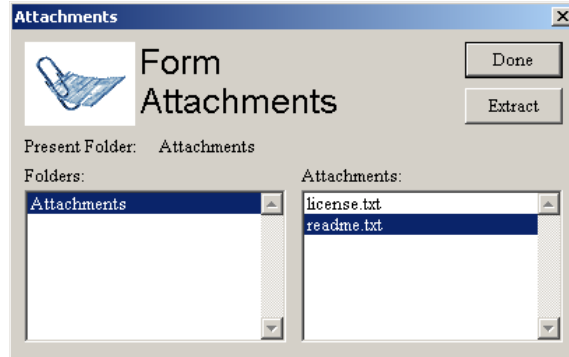 Attachments
Form
Attachments
Done
Extract
Present Folder: Attachments
Folders:
Attachments:
Attachments
license.txt
readme.txt